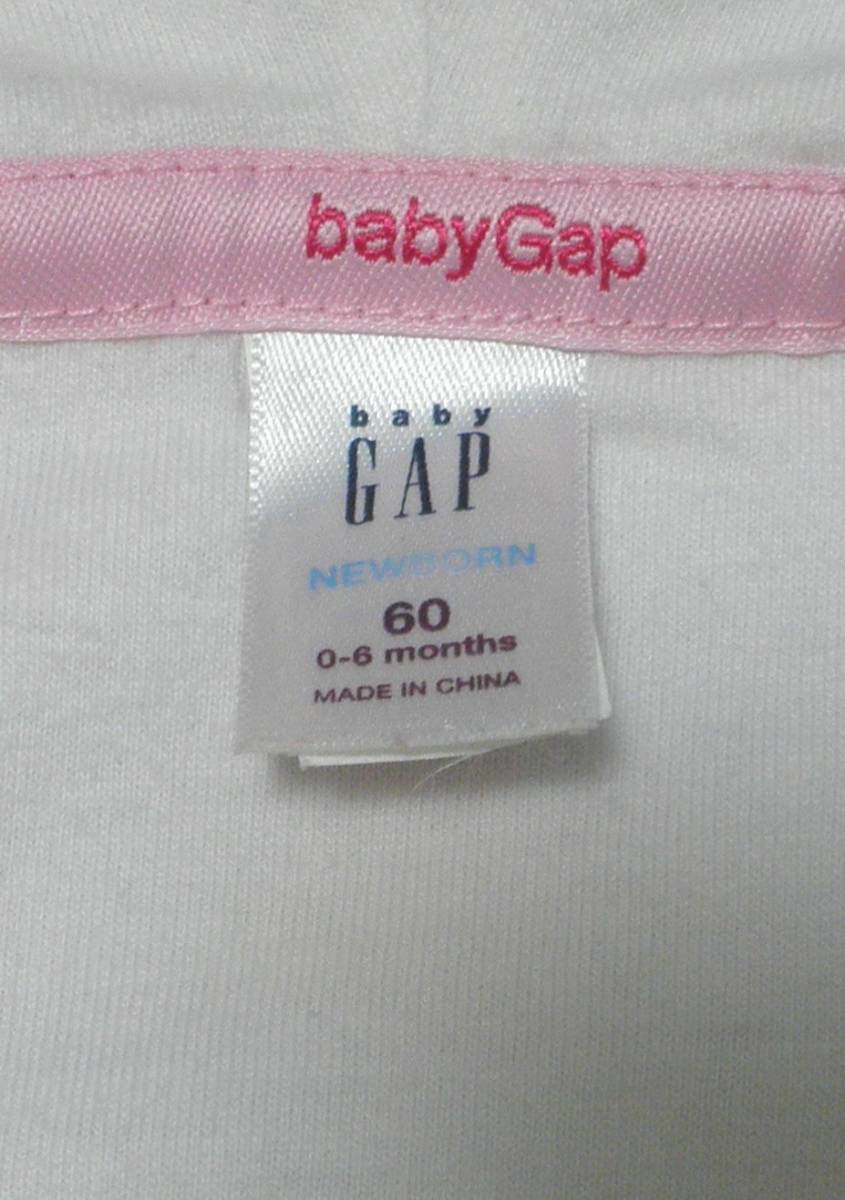 babyGap
baby
GAP
NEWBORN
60
0-6 months
MADE IN CHINA